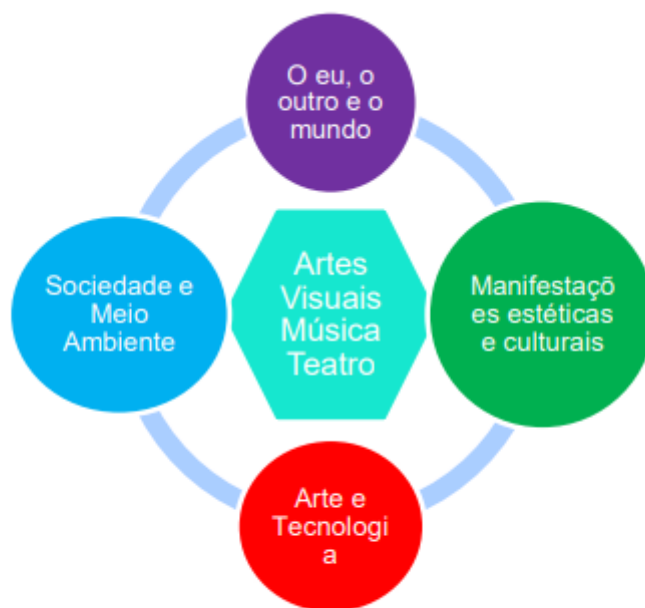 O eu, o
outro e o
mundo
Sociedade e
Meio
Ambiente
Artes
Visuais
Música
Teatro
Manifestaçõ
es estéticas
e culturais
Arte e
Tecnologi
a